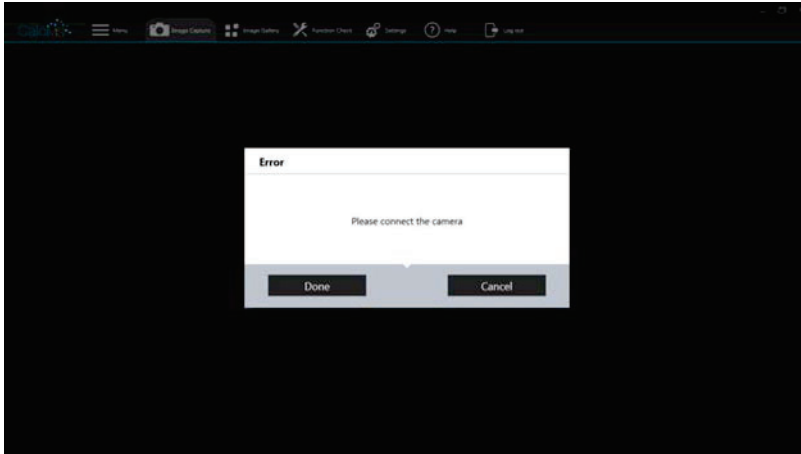 Menu
Image Capture
Image Gallery
Function Check
Settings
Help
Log out
Error
Please connect the camera
Done
Cancel